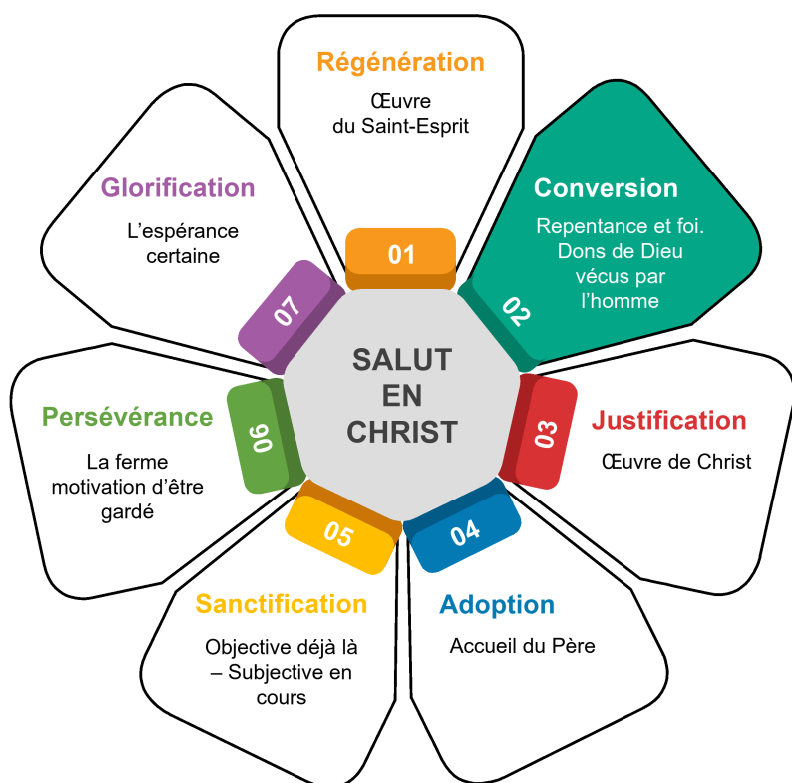 SALUT
EN
CHRIST
01
Régénération
Œuvre
du Saint-Esprit
02
Conversion
Repentance et foi.
Dons de Dieu
vécus par
l’homme
03
Justification
Œuvre de Christ
04
Adoption
Accueil du Père
05
Sanctification
Objective déjà là
– Subjective en
cours
06
Persévérance
La ferme
motivation d’être
gardé
07
Glorification
L’espérance
certaine